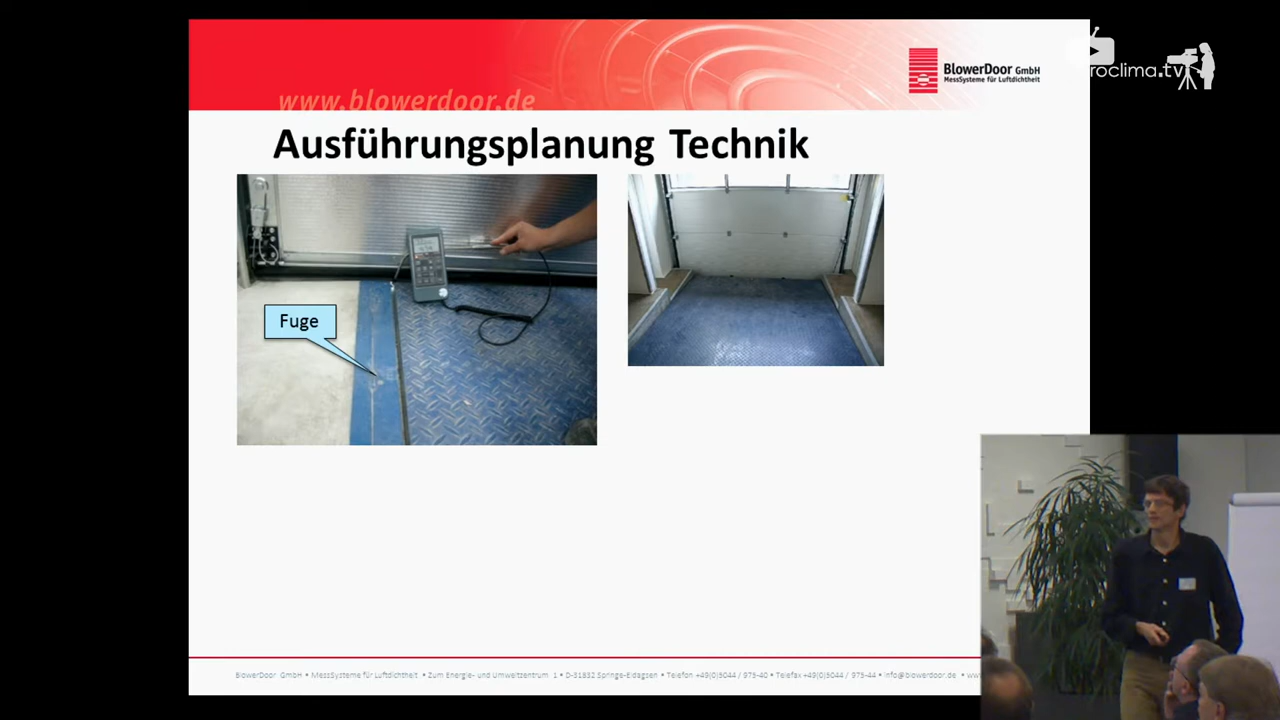 BlowerDoor GmbH
MessSysteme für Luftdichtheit
roclima.tv
www.blowerdoor.de
Ausführungsplanung Technik
Fuge
BlowerDoor GmbH • MessSysteme für Luftdichtheit • Zum Energie- und Umweltzentrum 1 • D-31832 Springe-Eldagsen • Telefon +49(0)5044 / 975-40 • Telefax +49(0)5044 / 975-44 • info@blowerdoor.de • www